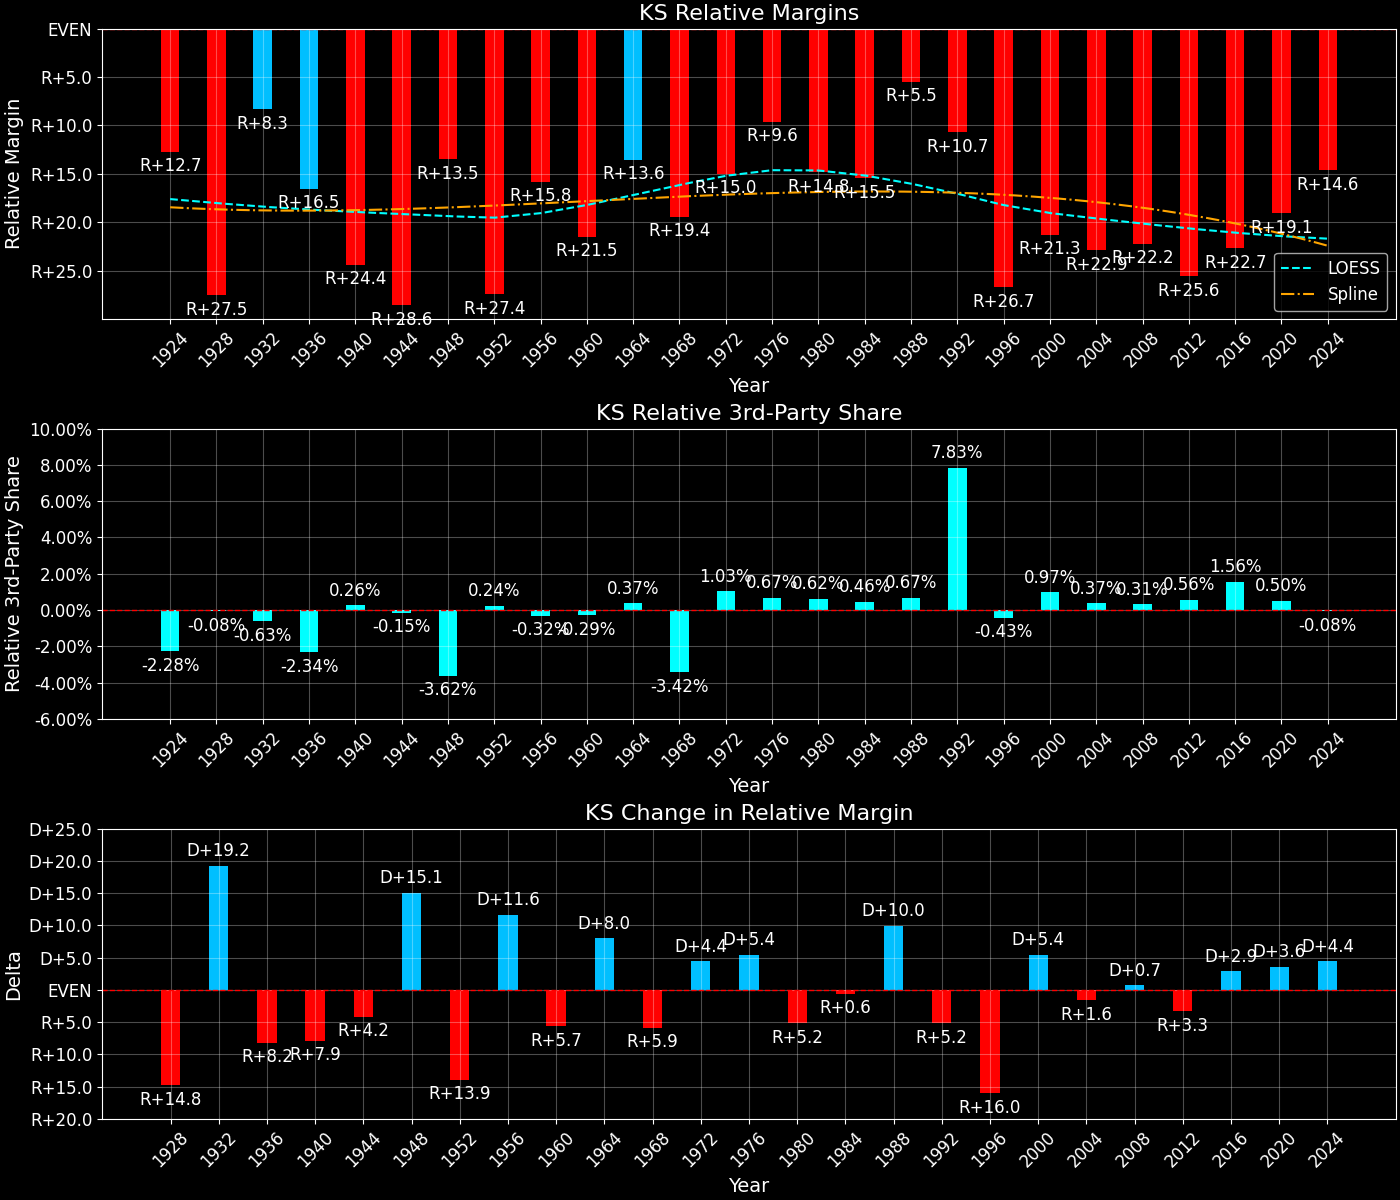 KS Relative Margins
Relative Margin
EVEN
R+5.0
R+10.0
R+15.0
R+20.0
R+25.0
R+12.7
R+27.5
R+8.3
R+16.5
R+24.4
R+28.6
R+13.5
R+27.4
R+15.8
R+21.5
R+13.6
R+19.4
R+15.0
R+9.6
R+14.8
R+15.5
R+5.5
R+10.7
R+26.7
R+21.3
R+22.9
R+22.2
R+25.6
R+22.7
R+19.1
R+14.6
LOESS
Spline
1924 1928 1932 1936 1940 1944 1948 1952 1956 1960 1964 1968 1972 1976 1980 1984 1988 1992 1996 2000 2004 2008 2012 2016 2020 2024
Year
KS Relative 3rd-Party Share
Relative 3rd-Party Share
10.00%
8.00%
6.00%
4.00%
2.00%
0.00%
-2.00%
-4.00%
-6.00%
-2.28%
-0.08%
-0.63%
-2.34%
0.26%
-0.15%
-3.62%
0.24%
-0.32%
-0.29%
0.37%
-3.42%
1.03%
0.67%
0.62%
0.46%
0.67%
7.83%
-0.43%
0.97%
0.37%
0.31%
0.56%
1.56%
0.50%
-0.08%
1924 1928 1932 1936 1940 1944 1948 1952 1956 1960 1964 1968 1972 1976 1980 1984 1988 1992 1996 2000 2004 2008 2012 2016 2020 2024
Year
KS Change in Relative Margin
Delta
D+25.0
D+20.0
D+15.0
D+10.0
D+5.0
EVEN
R+5.0
R+10.0
R+15.0
R+20.0
R+14.8
D+19.2
R+8.2
R+7.9
R+4.2
D+15.1
R+13.9
D+11.6
R+5.7
D+8.0
R+5.9
D+4.4
D+5.4
R+5.2
R+0.6
D+10.0
R+5.2
R+16.0
D+5.4
R+1.6
D+0.7
R+3.3
D+2.9
D+3.6
D+4.4
1928 1932 1936 1940 1944 1948 1952 1956 1960 1964 1968 1972 1976 1980 1984 1988 1992 1996 2000 2004 2008 2012 2016 2020 2024
Year